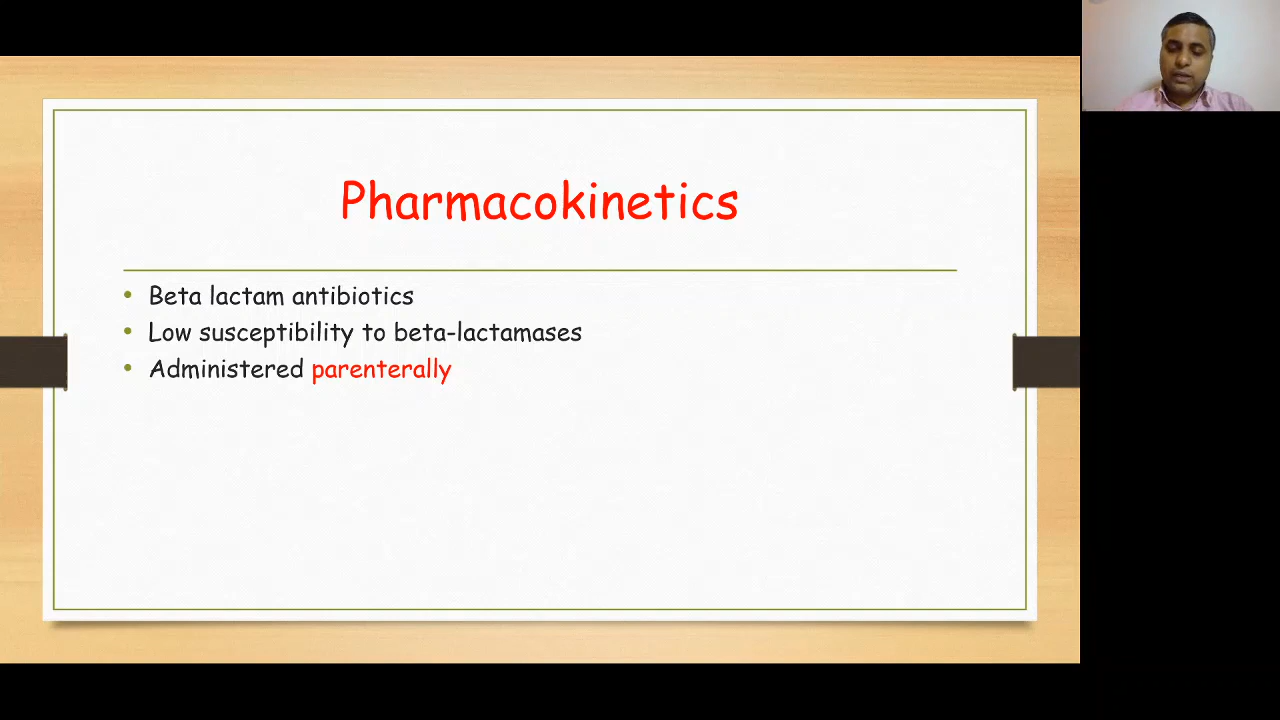 Pharmacokinetics
• Beta lactam antibiotics
• Low susceptibility to beta-lactamases
• Administered parenterally